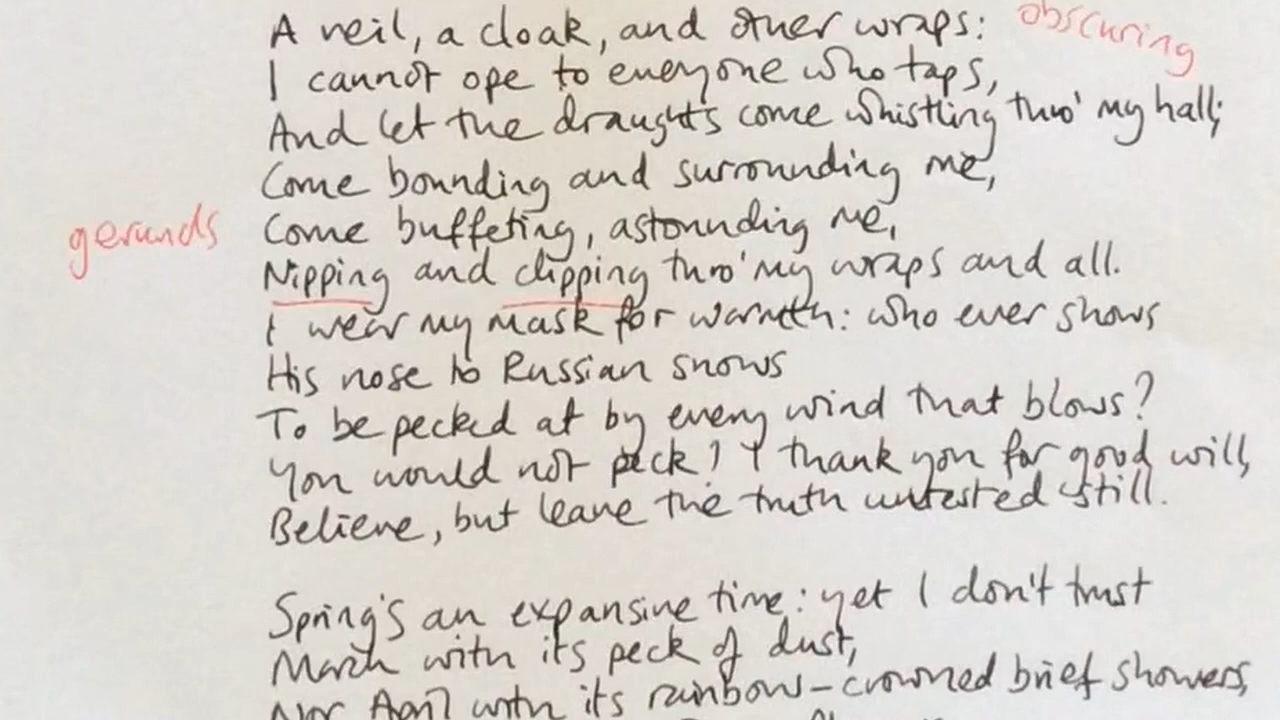 A veil, a cloak, and other wraps: obscuring
I cannot ope to everyone who taps,
And let the draughts come whistling thro' my hall;
Come bounding and surrounding me,
gerunds Come buffeting, astounding me,
Nipping and clipping thro' my wraps and all.
I wear my mask for warmth: who ever shows
His nose to Russian snows
To be pecked at by every wind that blows?
You would not peck? I thank you for good will,
Believe, but leave the truth untested still.
Spring's an expansive time: yet I don't trust
March with its peck of dust,
Nor April with its rainbow-crowned brief showers,